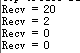 Recv = 20
Recv = 2
Recv = 0
Recv = 0